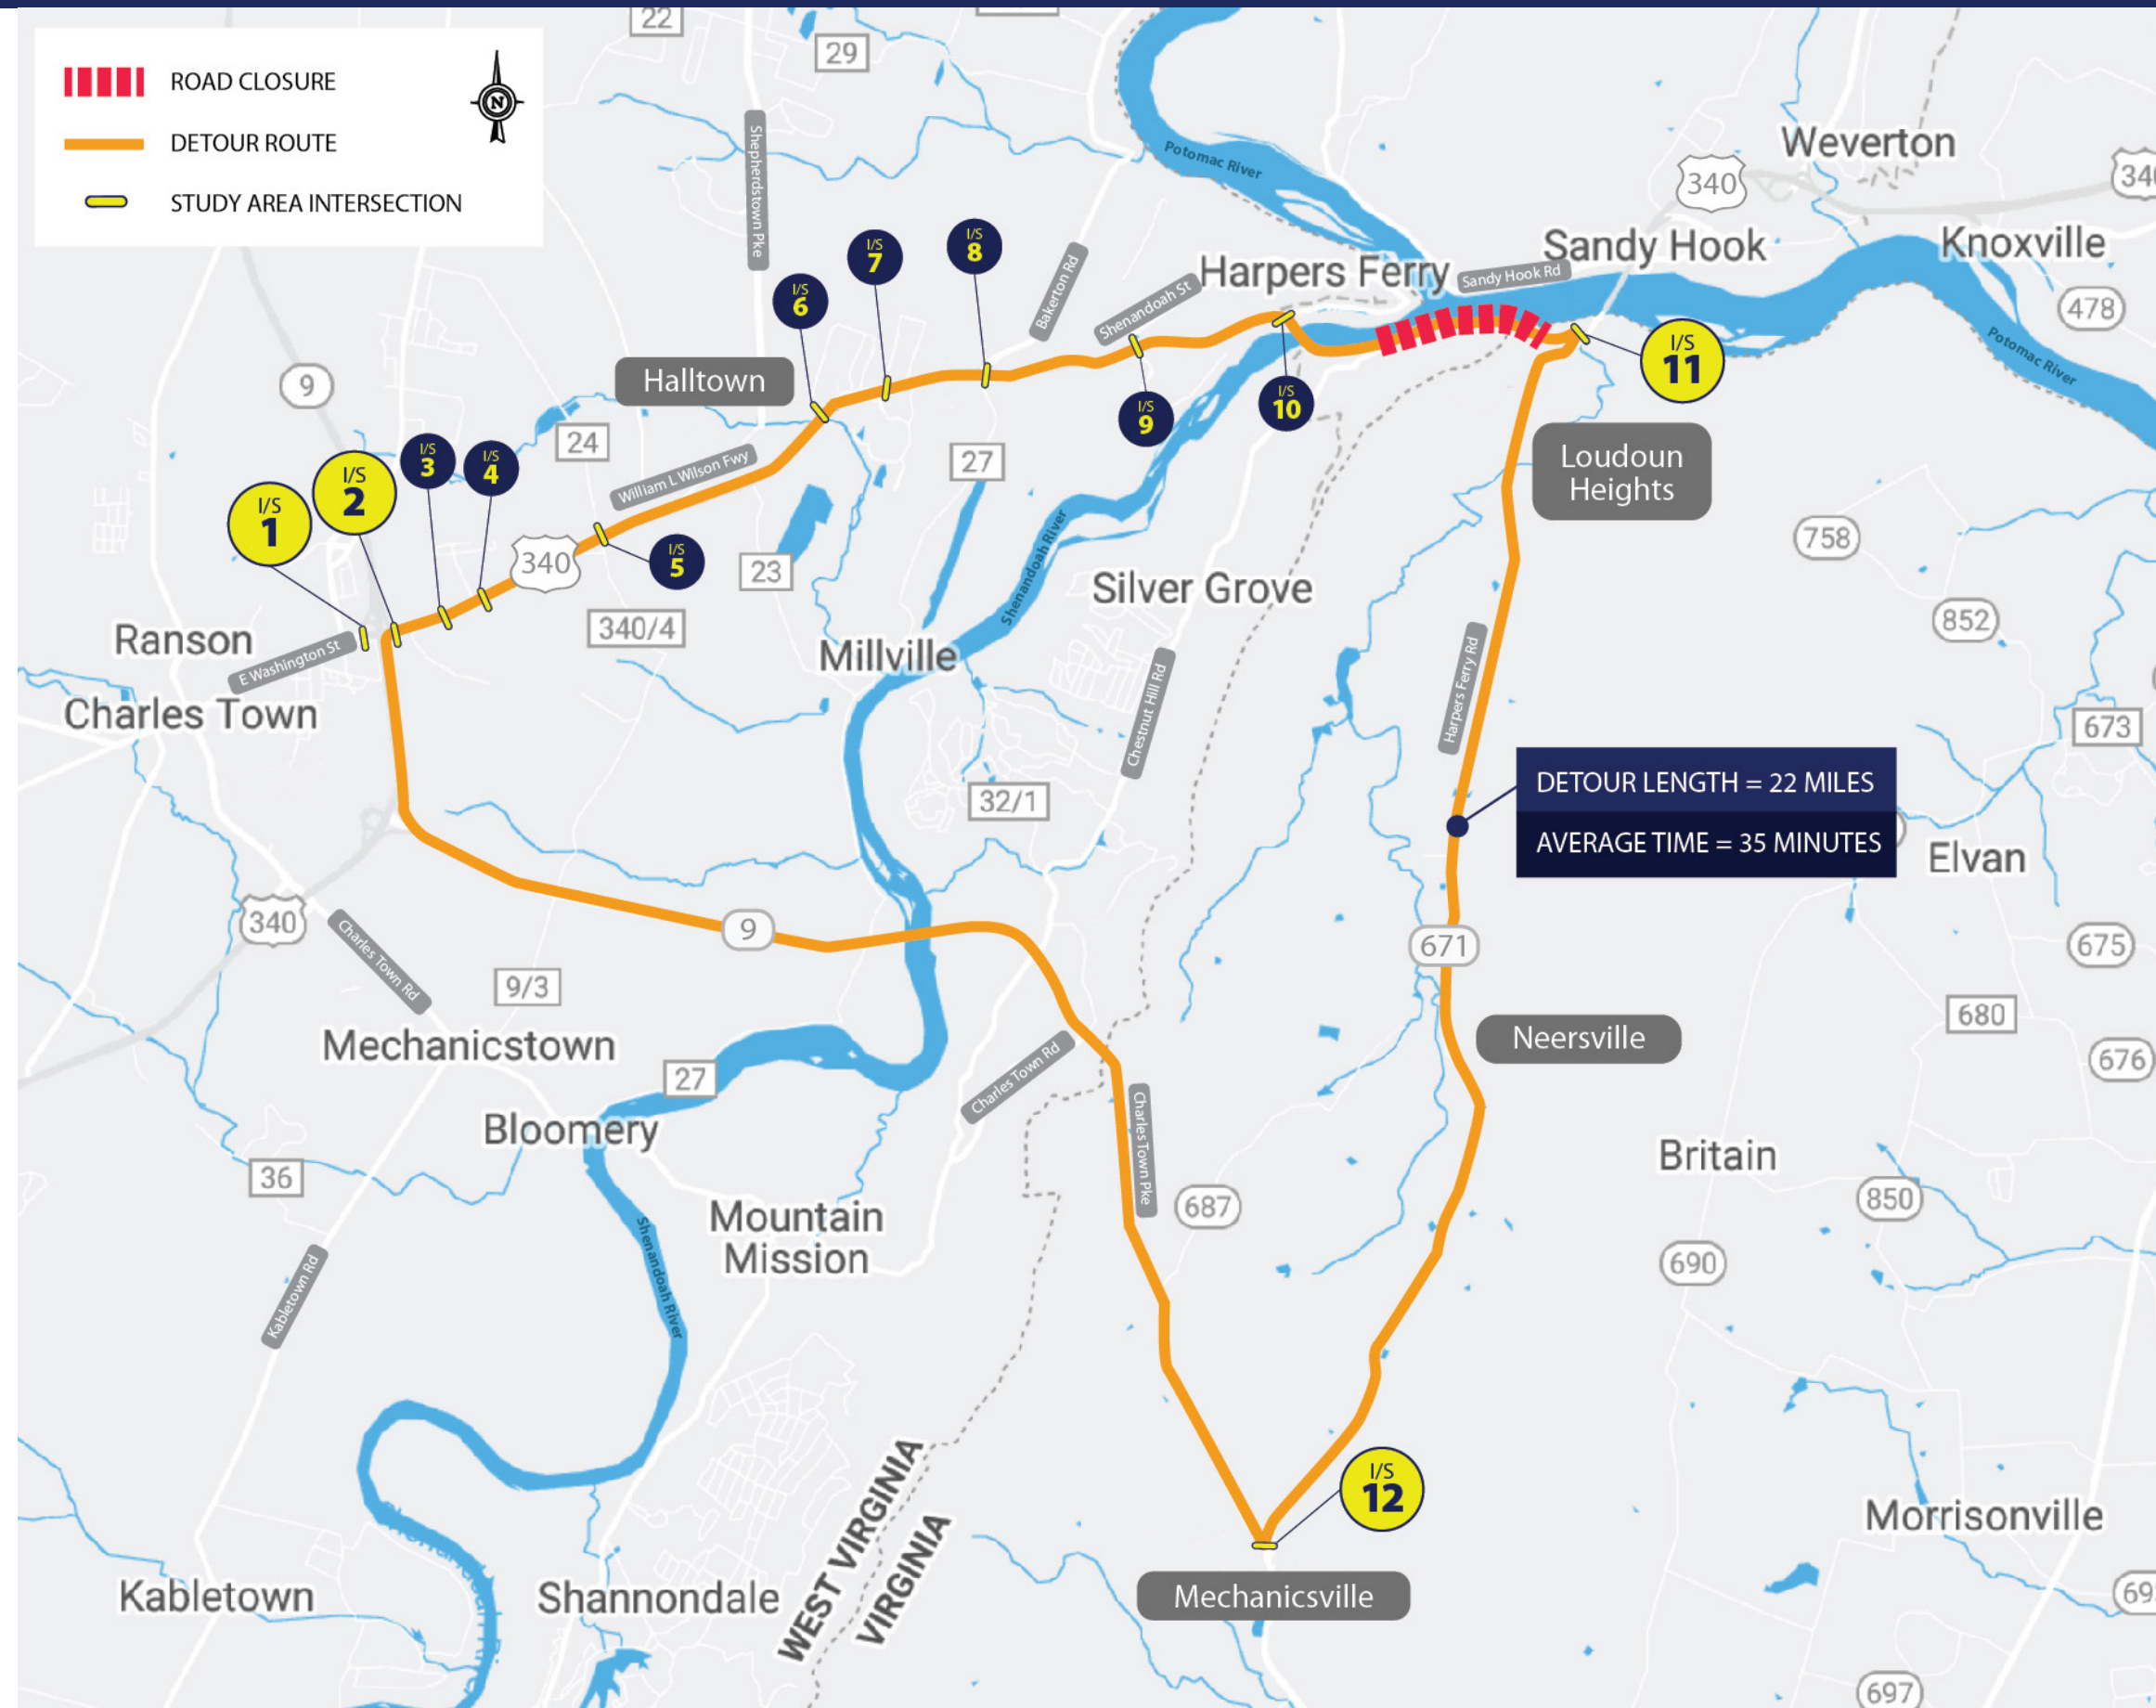 ROAD CLOSURE
DETOUR ROUTE
STUDY AREA INTERSECTION
N
22
29
Shepherdstown Pke
Potomac River
Weverton
340
340
Sandy Hook
Knoxville
Harpers Ferry
Sandy Hook Rd
478
Potomac River
I/S
6
I/S
7
I/S
8
Bakerton Rd
Shenandoah St
I/S
9
I/S
10
I/S
11
Halltown
9
24
William L Wilson Fwy
27
Loudoun
Heights
I/S
1
I/S
2
I/S
3
I/S
4
340
I/S
5
23
Shenandoah River
Silver Grove
758
852
340/4
Ranson
E Washington St
Charles Town
Millville
Chestnut Hill Rd
Harpers Ferry Rd
673
32/1
DETOUR LENGTH = 22 MILES
AVERAGE TIME = 35 MINUTES
Elvan
340
Charles Town Rd
9
671
675
9/3
680
Mechanicstown
Neersville
676
27
Charles Town Rd
Bloomery
Charles Town Pke
Britain
36
687
850
Mountain
Mission
Shenandoah River
690
Kabletown Rd
I/S
12
WEST VIRGINIA
VIRGINIA
Morrisonville
Kabletown
Shannondale
Mechanicsville
69
697